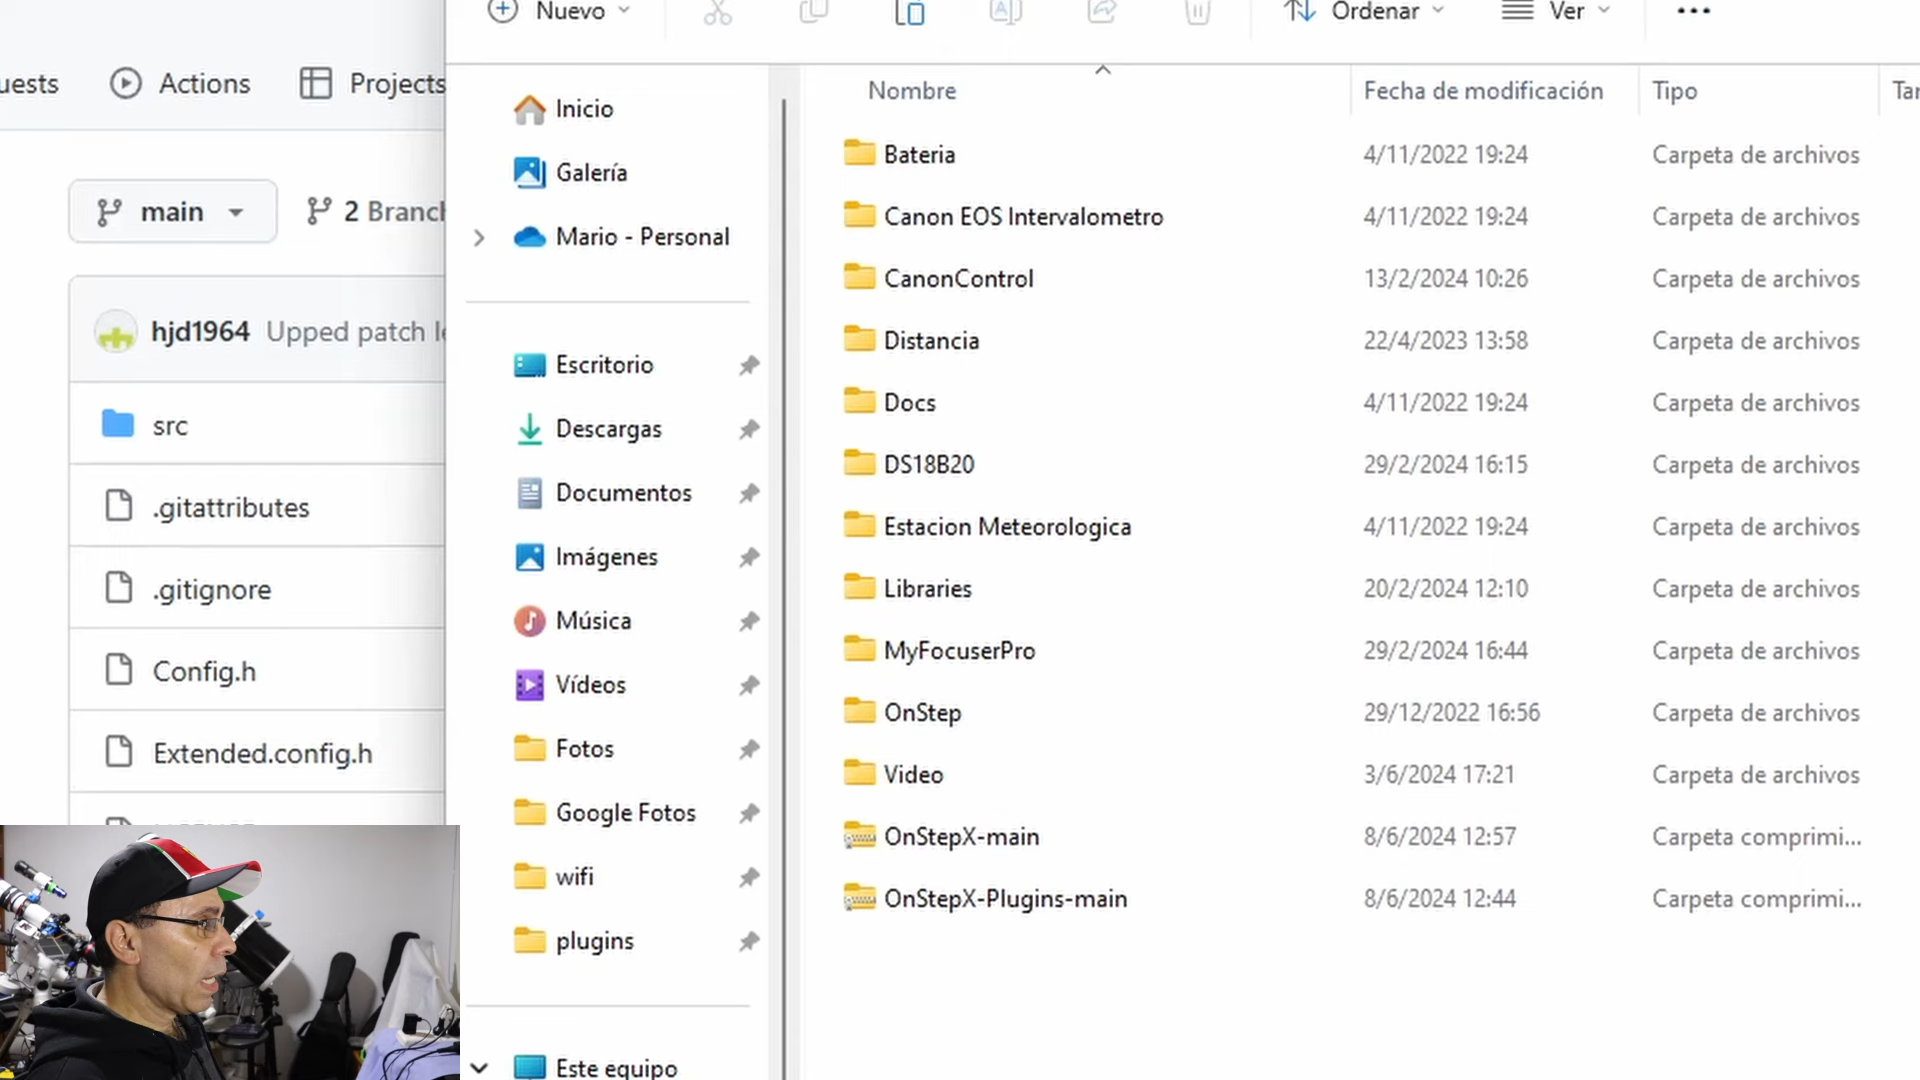 Nuevo
Ordenar
Ver
Actions
Projects
main
2
hjd1964 Upped patch
src
.gitattributes
.gitignore
Config.h
Extended.config.h
Inicio
Galería
Mario - Personal
Escritorio
Descargas
Documentos
Imágenes
Música
Vídeos
Fotos
Google Fotos
wifi
plugins
Este equipo
Nombre Fecha de modificación Tipo
Bateria 4/11/2022 19:24 Carpeta de archivos
Canon EOS Intervalometro 4/11/2022 19:24 Carpeta de archivos
CanonControl 13/2/2024 10:26 Carpeta de archivos
Distancia 22/4/2023 13:58 Carpeta de archivos
Docs 4/11/2022 19:24 Carpeta de archivos
DS18B20 29/2/2024 16:15 Carpeta de archivos
Estacion Meteorologica 4/11/2022 19:24 Carpeta de archivos
Libraries 20/2/2024 12:10 Carpeta de archivos
MyFocuserPro 29/2/2024 16:44 Carpeta de archivos
OnStep 29/12/2022 16:56 Carpeta de archivos
Video 3/6/2024 17:21 Carpeta de archivos
OnStepX-main 8/6/2024 12:57 Carpeta comprimi...
OnStepX-Plugins-main 8/6/2024 12:44 Carpeta comprimi...